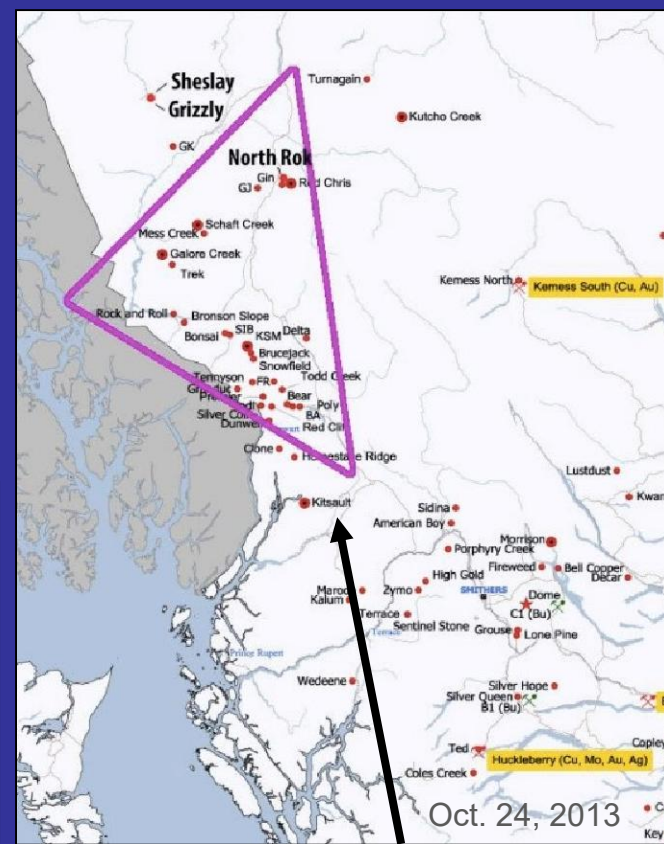 Sheslay
Grizzly
Turnagain
Kutcho Creek
GK
North Rok
Gin
GJ
Red Chris
Schaft Creek
Mess Creek
Galore Creek
Trek
Kemess North
Kemess South (Cu, Au)
Rock and Roll
Bronson Slope
Bonsai
SIB
KSM
Delta
Brucejack
Snowfield
Tennyson
FR
Todd Creek
Bear
Poly
BA
Red Cliff
Clone
Homestake Ridge
Kitsault
Lustdust
Sidina
American Boy
Morrison
Porphyry Creek
Fireweed
Bell Copper
Decar
High Gold
Kalum
Zymo
SMITHERS
Dome
C1 (Bu)
Terrace
Sentinel Stone
Grouse
Lone Pine
Terrace
Prince Rupert
Wedeene
Silver Hope
Silver Queen
B1 (Bu)
Ted
Huckleberry (Cu, Mo, Au, Ag)
Coles Creek
Oct. 24, 2013